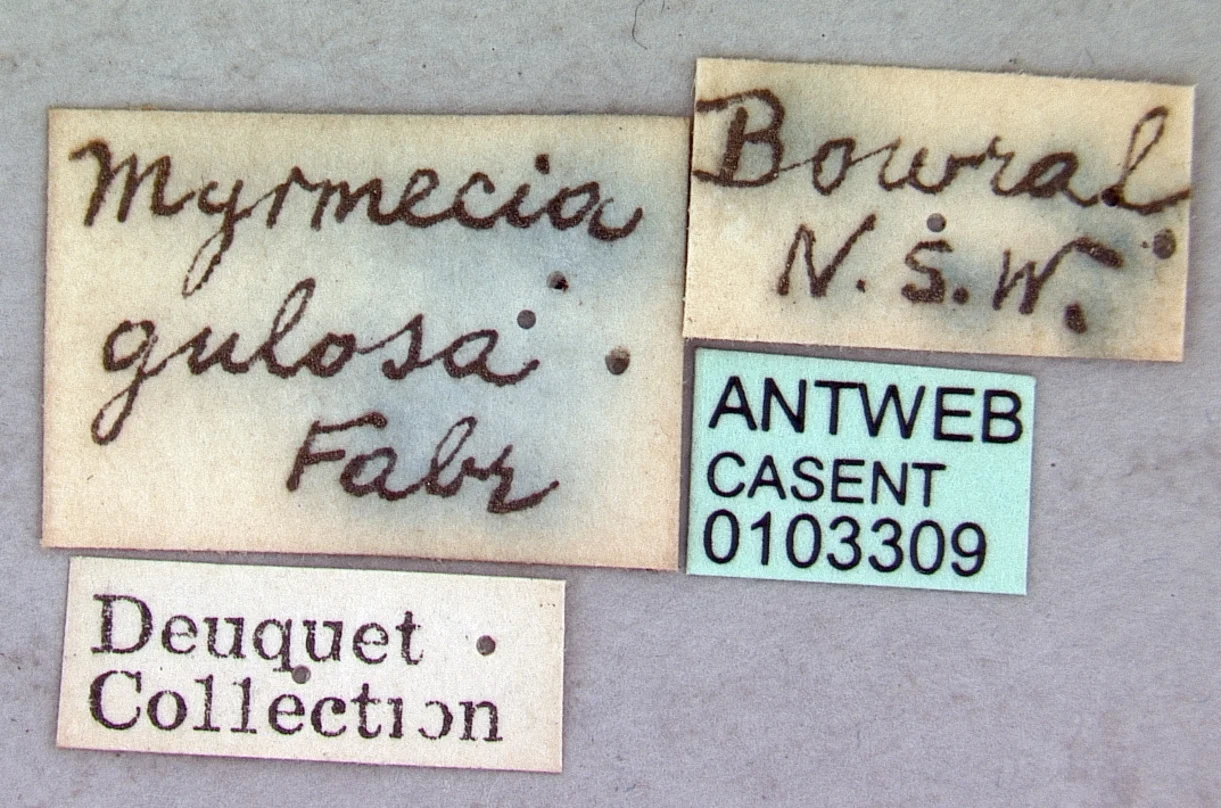 Myrmecia
gulosa
Fabr
Bowral
N.S.W.
ANTWEB
CASENT
0103309
Deuquet
Collection